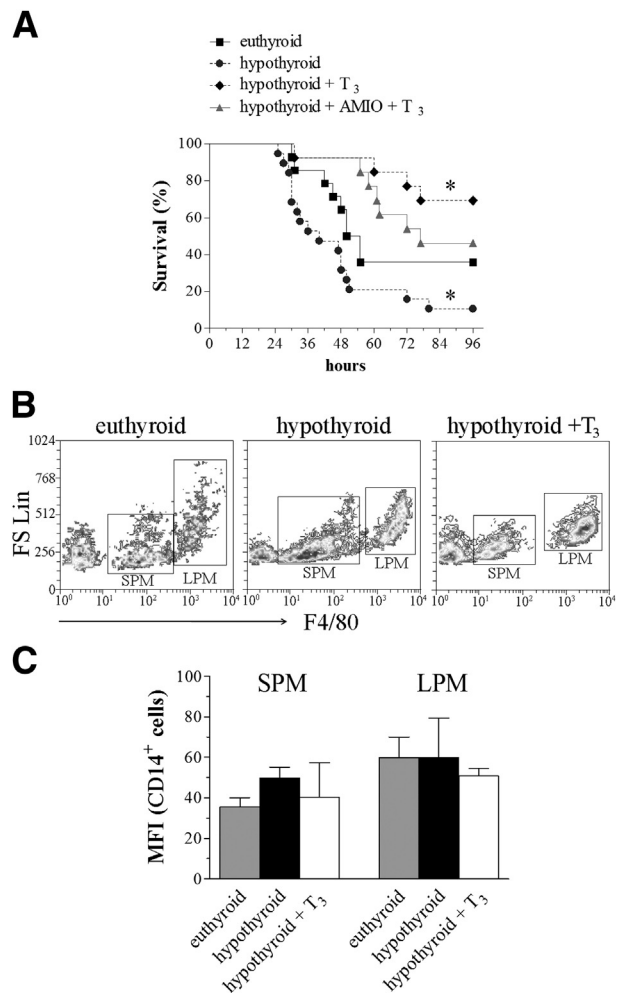 A
euthyroid
hypothyroid
hypothyroid + T3
hypothyroid + AMIO + T3
Survival (%)
100
80
60
40
20
0
*
*
0 12 24 36 48 60 72 84 96
hours
B
euthyroid hypothyroid hypothyroid +T3
FS Lin
1024
768
512
256
0
SPM LPM SPM LPM SPM LPM
10^0 10^1 10^2 10^3 10^4 10^0 10^1 10^2 10^3 10^4 10^0 10^1 10^2 10^3 10^4
F4/80
C
SPM LPM
MFI (CD14+ cells)
100
80
60
40
20
0
euthyroid
hypothyroid
hypothyroid + T3
euthyroid
hypothyroid
hypothyroid + T3